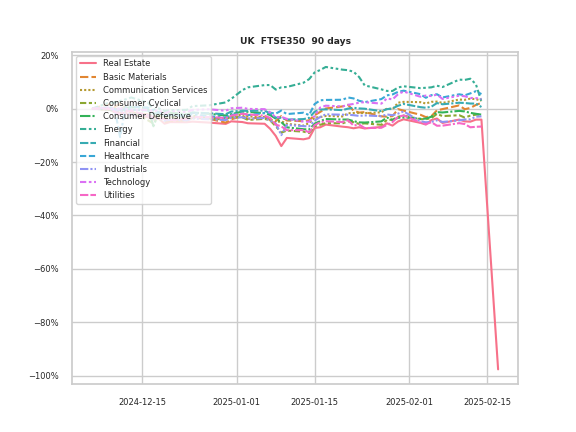 UK FTSE350 90 days
20%
0%
−20%
−40%
−60%
−80%
−100%
Real Estate
Basic Materials
Communication Services
Consumer Cyclical
Consumer Defensive
Energy
Financial
Healthcare
Industrials
Technology
Utilities
2024-12-15
2025-01-01
2025-01-15
2025-02-01
2025-02-15